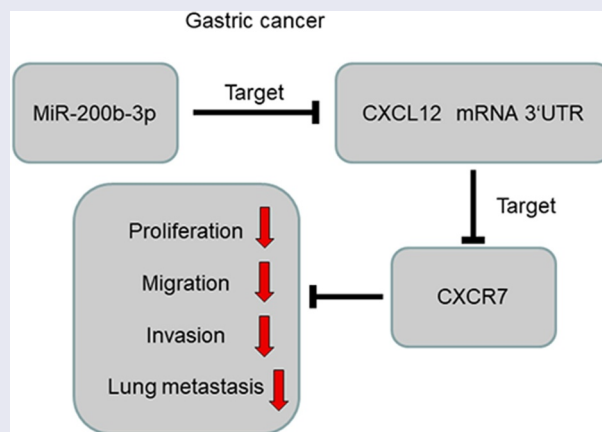 Gastric cancer
MiR-200b-3p
Target
CXCL12 mRNA 3‘UTR
Target
CXCR7
Proliferation
Migration
Invasion
Lung metastasis